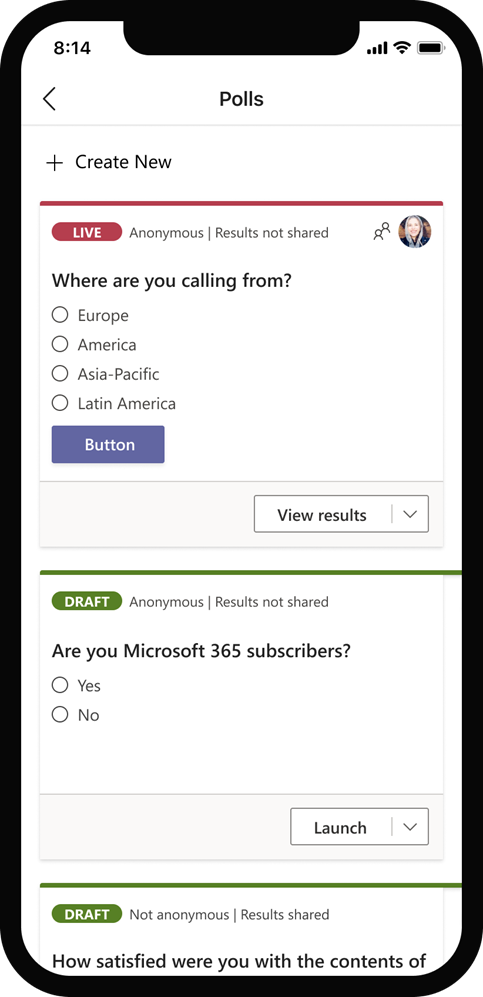 8:14
Polls
Create New
LIVE Anonymous | Results not shared
Where are you calling from?
Europe
America
Asia-Pacific
Latin America
Button
View results
DRAFT Anonymous | Results not shared
Are you Microsoft 365 subscribers?
Yes
No
Launch
DRAFT Not anonymous | Results shared
How satisfied were you with the contents of